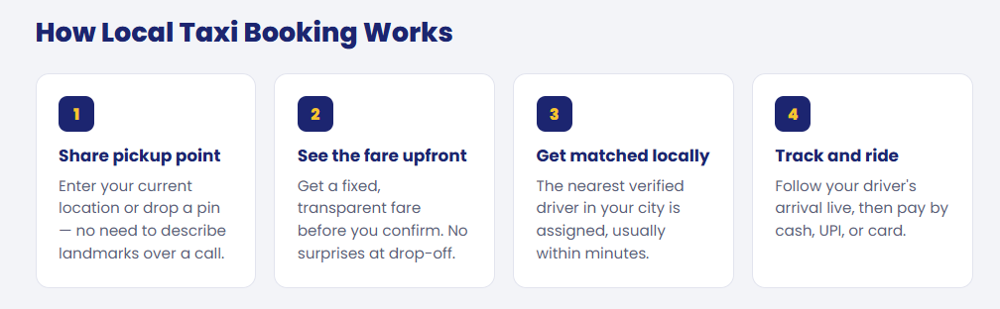 How Local Taxi Booking Works
1
Share pickup point
Enter your current
location or drop a pin
— no need to describe
landmarks over a call.
2
See the fare upfront
Get a fixed,
transparent fare
before you confirm. No
surprises at drop-off.
3
Get matched locally
The nearest verified
driver in your city is
assigned, usually
within minutes.
4
Track and ride
Follow your driver's
arrival live, then pay by
cash, UPI, or card.